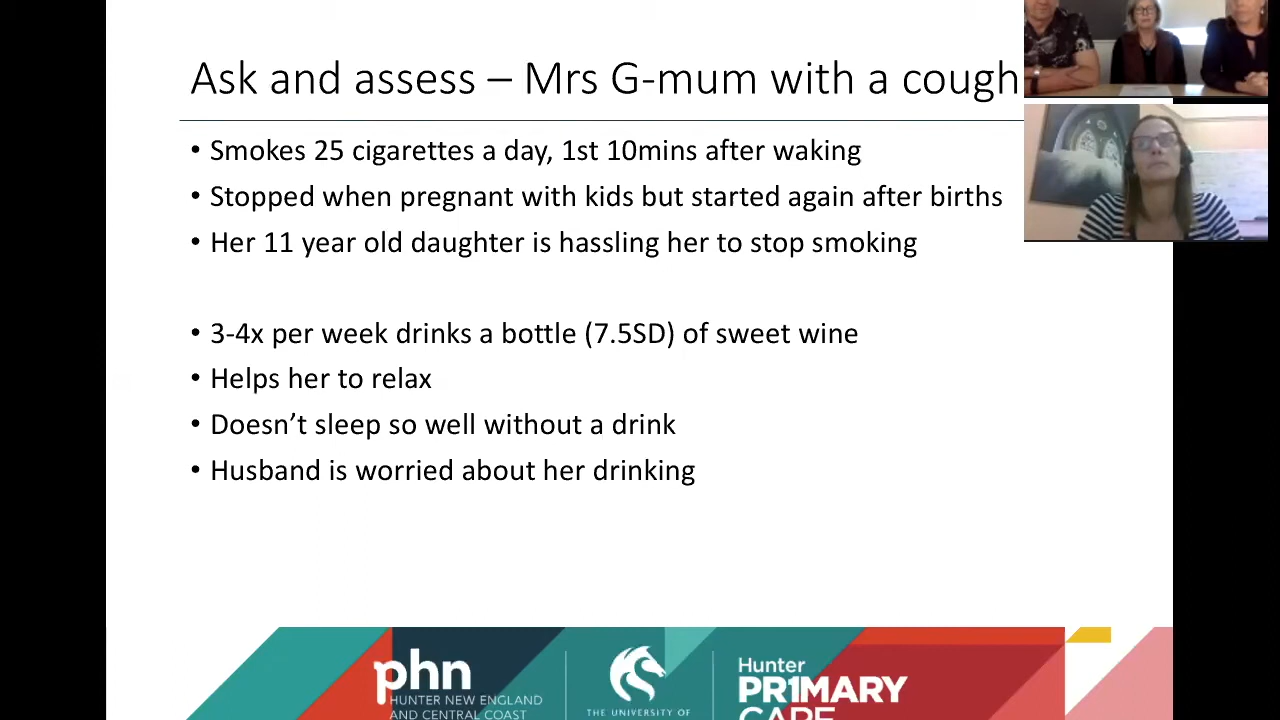 Ask and assess – Mrs G-mum with a cough
• Smokes 25 cigarettes a day, 1st 10mins after waking
• Stopped when pregnant with kids but started again after births
• Her 11 year old daughter is hassling her to stop smoking
• 3-4x per week drinks a bottle (7.5SD) of sweet wine
• Helps her to relax
• Doesn’t sleep so well without a drink
• Husband is worried about her drinking
phn
HUNTER NEW ENGLAND
AND CENTRAL COAST
THE UNIVERSITY OF
Hunter
PR1MARY
CARE